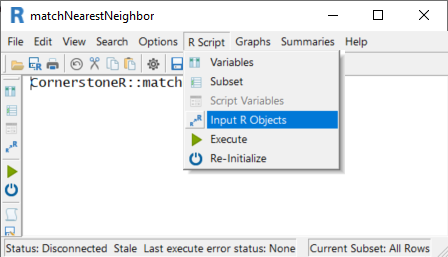 R matchNearestNeighbor
File Edit View Search Options R Script Graphs Summaries Help
CornerstoneR::match
Variables
Subset
Script Variables
Input R Objects
Execute
Re-Initialize
Status: Disconnected Stale Last execute error status: None Current Subset: All Rows